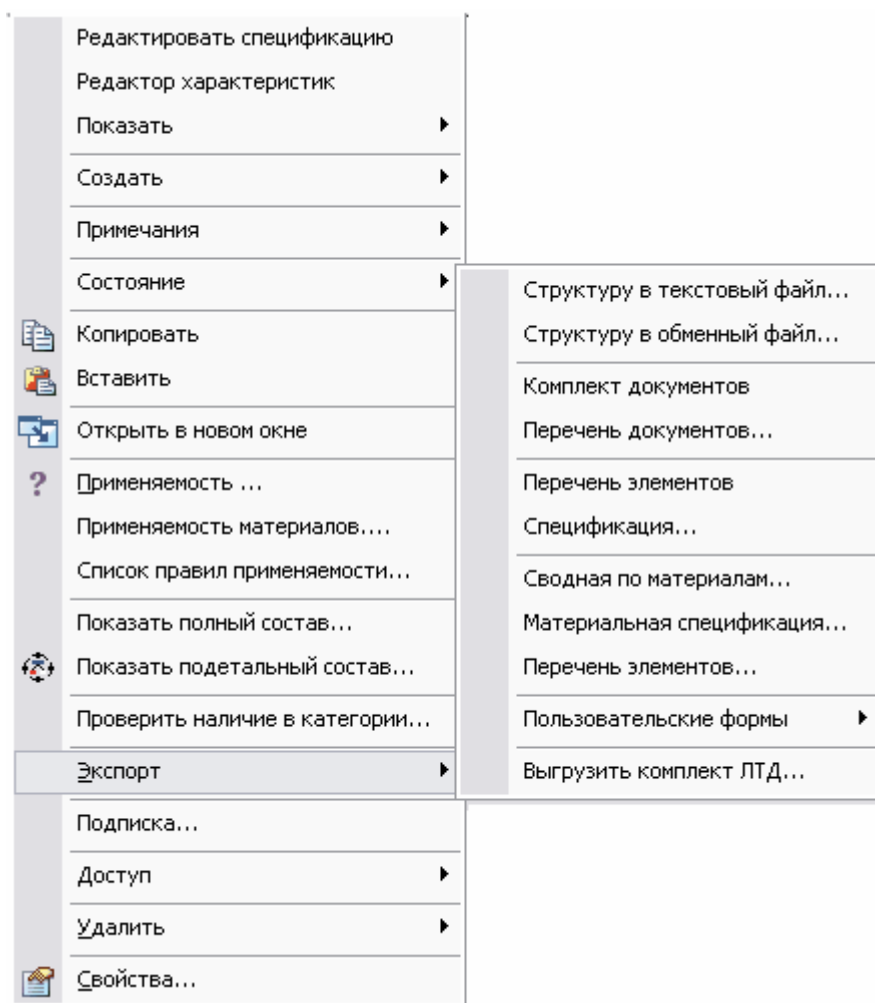 Редактировать спецификацию
Редактор характеристик
Показать
Создать
Примечания
Состояние
Копировать
Вставить
Открыть в новом окне
Применяемость ...
Применяемость материалов....
Список правил применяемости...
Показать полный состав...
Показать подетальный состав...
Проверить наличие в категории...
Экспорт
Подписка...
Доступ
Удалить
Свойства...
Структуру в текстовый файл...
Структуру в обменный файл...
Комплект документов
Перечень документов...
Перечень элементов
Спецификация...
Сводная по материалам...
Материальная спецификация...
Перечень элементов...
Пользовательские формы
Выгрузить комплект ЛТД...